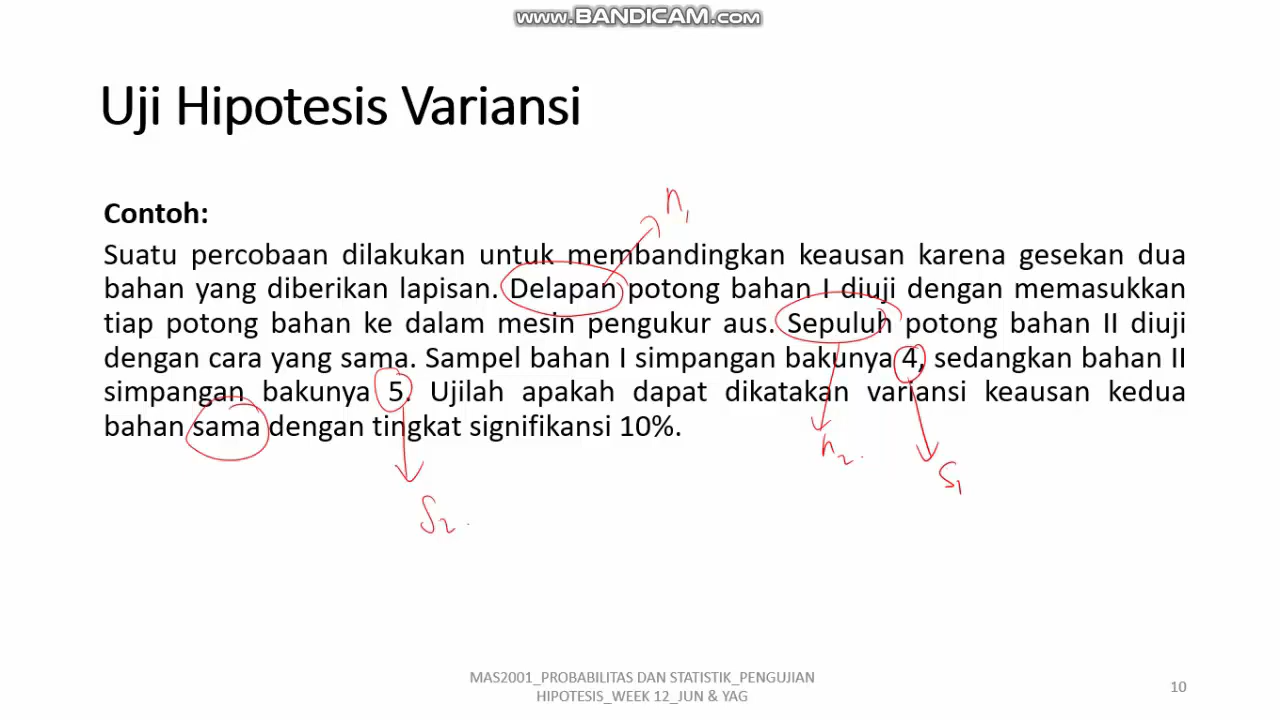 www.BANDICAM.com
Uji Hipotesis Variansi
n1
Contoh:
Suatu percobaan dilakukan untuk membandingkan keausan karena gesekan dua
bahan yang diberikan lapisan. Delapan potong bahan I diuji dengan memasukkan
tiap potong bahan ke dalam mesin pengukur aus. Sepuluh potong bahan II diuji
dengan cara yang sama. Sampel bahan I simpangan bakunya 4, sedangkan bahan II
simpangan bakunya 5. Ujilah apakah dapat dikatakan variansi keausan kedua
bahan sama dengan tingkat signifikansi 10%.
n2.
S1
S2.
MAS2001_PROBABILITAS DAN STATISTIK_PENGUJIAN
HIPOTESIS_WEEK 12_JUN & YAG
10